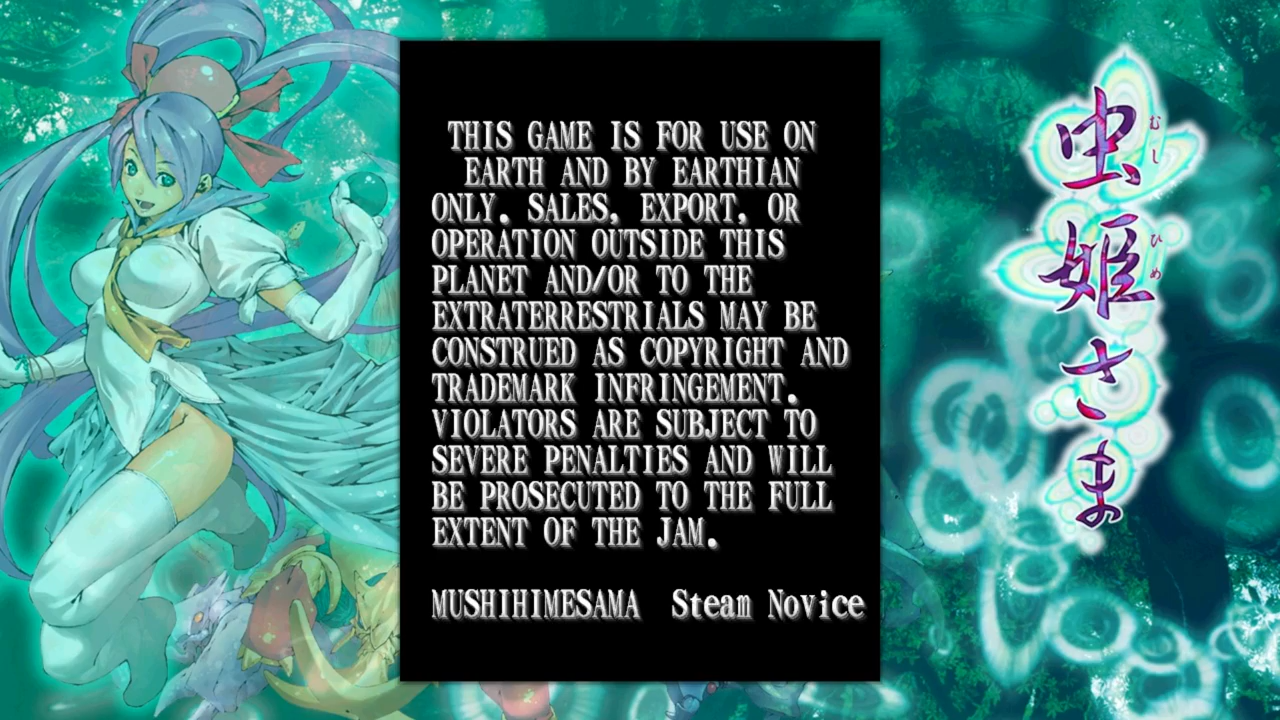 THIS GAME IS FOR USE ON
EARTH AND BY EARTHIAN
ONLY. SALES, EXPORT, OR
OPERATION OUTSIDE THIS
PLANET AND/OR TO THE
EXTRATERRESTRIALS MAY BE
CONSTRUED AS COPYRIGHT AND
TRADEMARK INFRINGEMENT.
VIOLATORS ARE SUBJECT TO
SEVERE PENALTIES AND WILL
BE PROSECUTED TO THE FULL
EXTENT OF THE JAM.
MUSHIHIMESAMA Steam Novice
虫姫さま
むし
ひめ